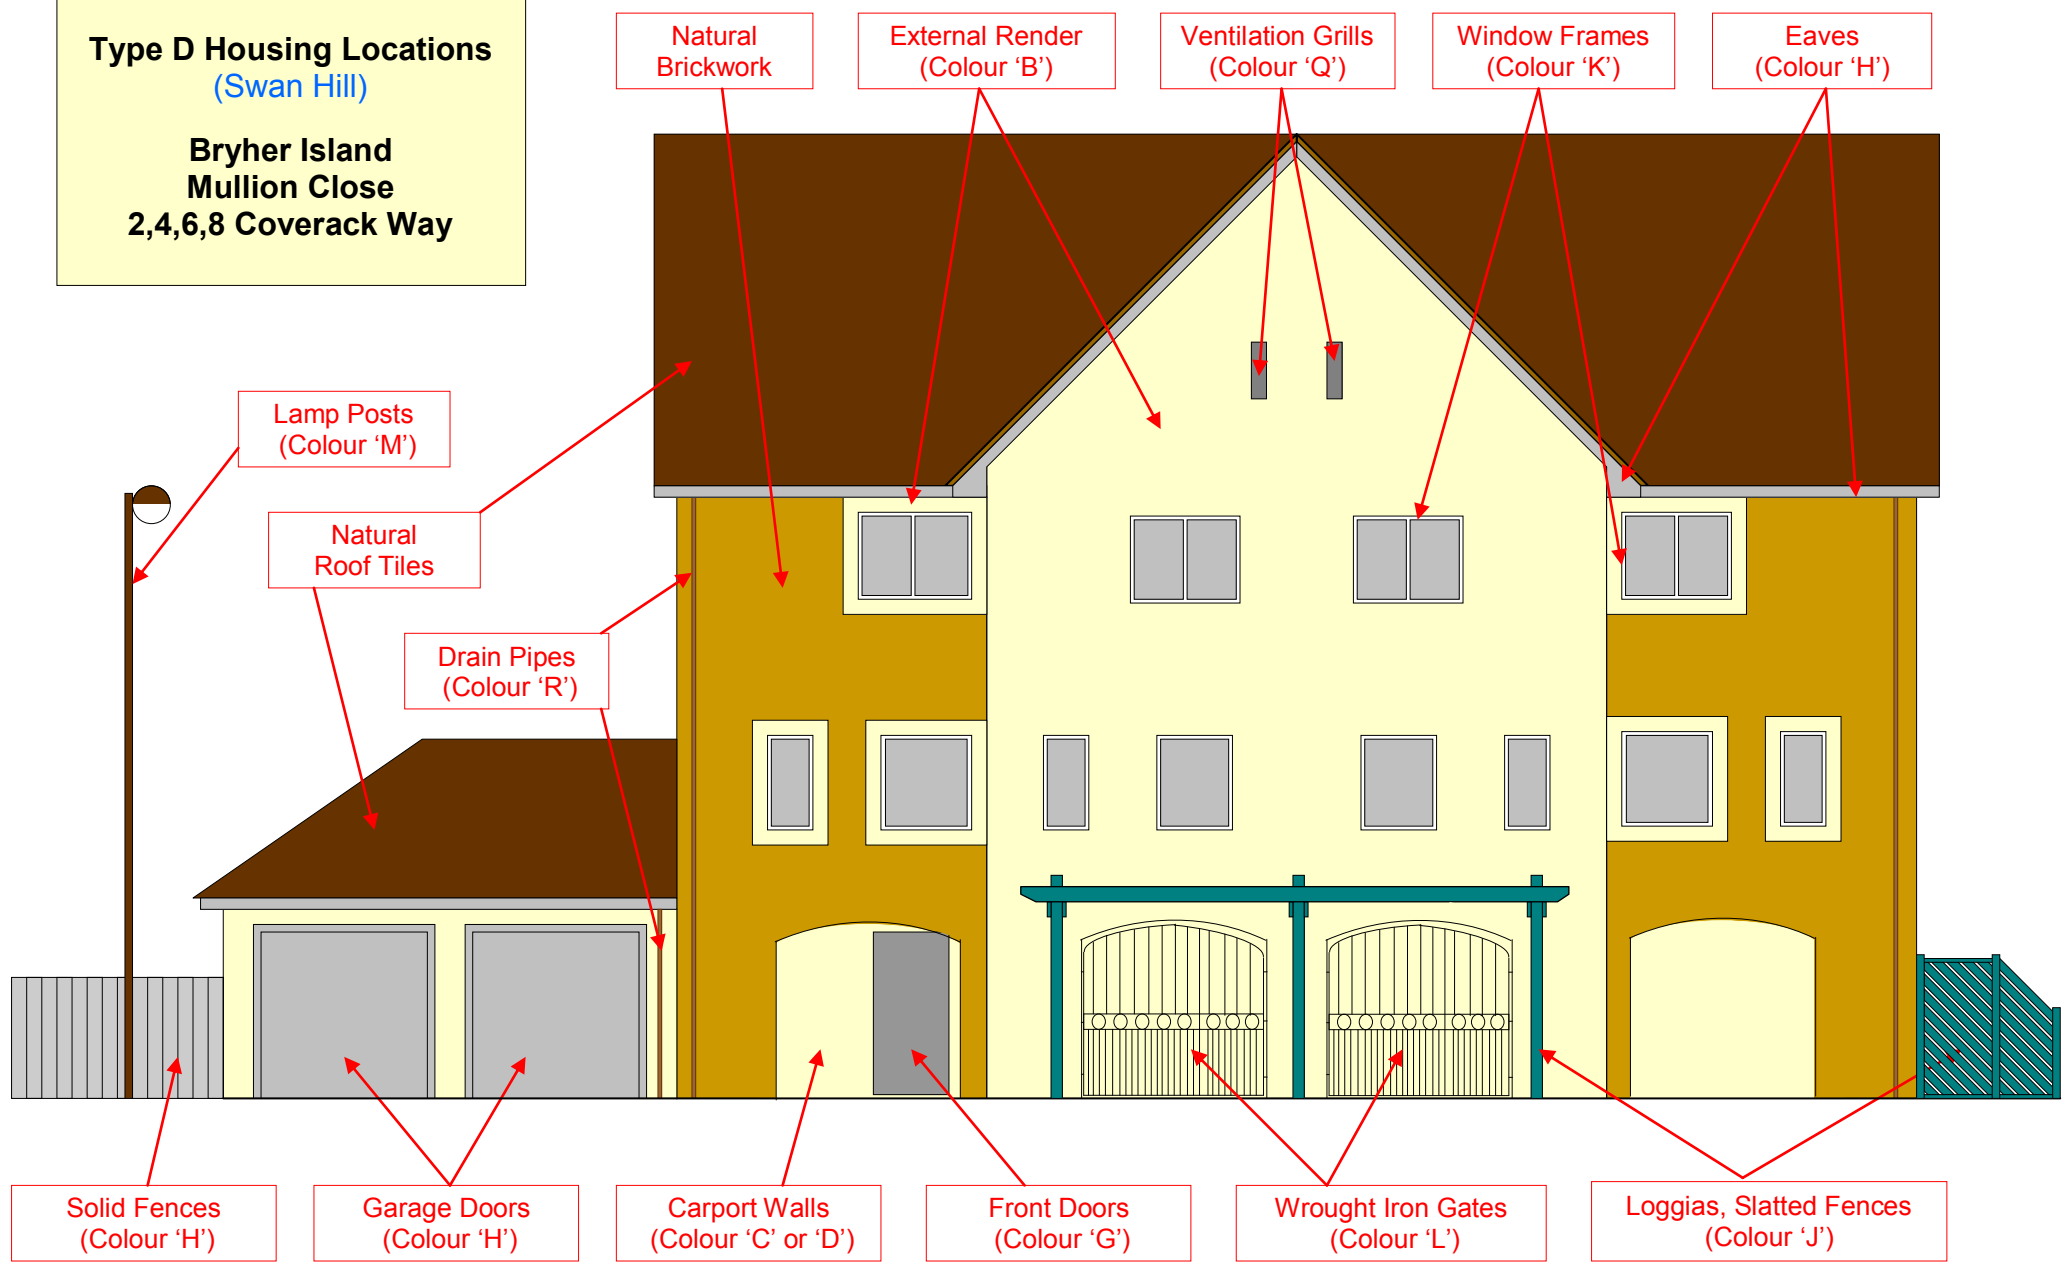 Type D Housing Locations
(Swan Hill)
Bryher Island
Mullion Close
2,4,6,8 Coverack Way
Natural
Brickwork
External Render
(Colour ‘B’)
Ventilation Grills
(Colour ‘Q’)
Window Frames
(Colour ‘K’)
Eaves
(Colour ‘H’)
Lamp Posts
(Colour ‘M’)
Natural
Roof Tiles
Drain Pipes
(Colour ‘R’)
Solid Fences
(Colour ‘H’)
Garage Doors
(Colour ‘H’)
Carport Walls
(Colour ‘C’ or ‘D’)
Front Doors
(Colour ‘G’)
Wrought Iron Gates
(Colour ‘L’)
Loggias, Slatted Fences
(Colour ‘J’)